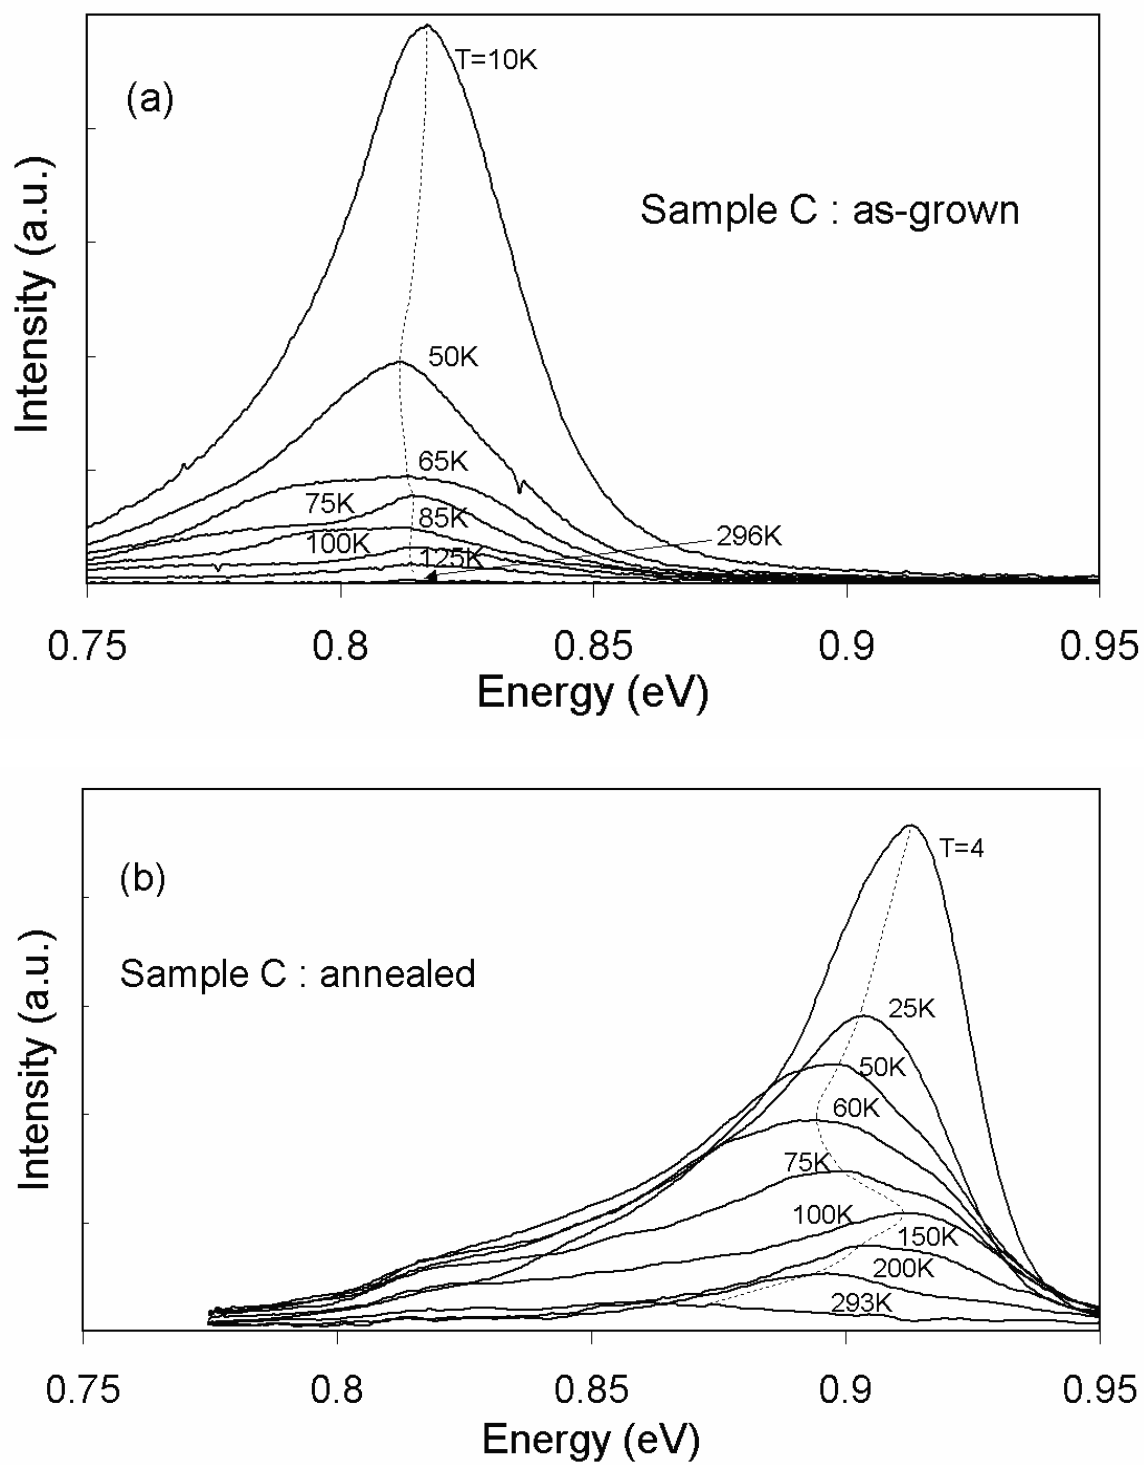 (a)
T=10K
Sample C : as-grown
Intensity (a.u.)
50K
65K
75K
85K
296K
100K
125K
0.75 0.8 0.85 0.9 0.95
Energy (eV)
(b)
T=4
Sample C : annealed
Intensity (a.u.)
25K
50K
60K
75K
100K
150K
200K
293K
0.75 0.8 0.85 0.9 0.95
Energy (eV)